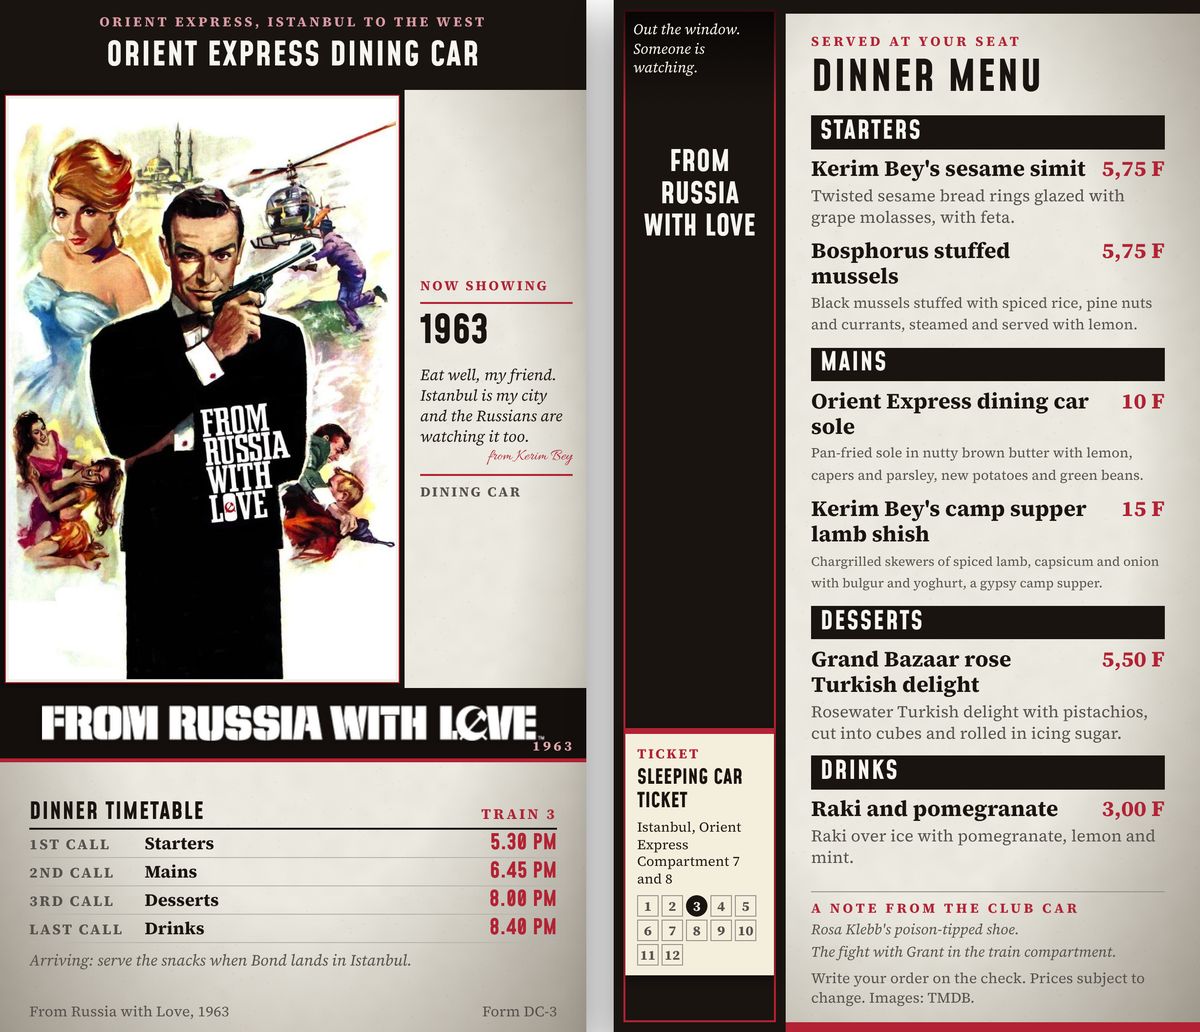 ORIENT EXPRESS, ISTANBUL TO THE WEST
ORIENT EXPRESS DINING CAR
FROM
RUSSIA
WITH
LOVE
NOW SHOWING
1963
Eat well, my friend.
Istanbul is my city
and the Russians are
watching it too.
from Kerim Bey
DINING CAR
FROM RUSSIA WITH LOVE™
1963
DINNER TIMETABLE TRAIN 3
1ST CALL Starters 5.30 PM
2ND CALL Mains 6.45 PM
3RD CALL Desserts 8.00 PM
LAST CALL Drinks 8.40 PM
Arriving: serve the snacks when Bond lands in Istanbul.
From Russia with Love, 1963 Form DC-3
Out the window.
Someone is
watching.
FROM
RUSSIA
WITH LOVE
TICKET
SLEEPING CAR
TICKET
Istanbul, Orient
Express
Compartment 7
and 8
1 2 3 4 5
6 7 8 9 10
11 12
SERVED AT YOUR SEAT
DINNER MENU
STARTERS
Kerim Bey's sesame simit 5,75 F
Twisted sesame bread rings glazed with
grape molasses, with feta.
Bosphorus stuffed 5,75 F
mussels
Black mussels stuffed with spiced rice, pine nuts
and currants, steamed and served with lemon.
MAINS
Orient Express dining car 10 F
sole
Pan-fried sole in nutty brown butter with lemon,
capers and parsley, new potatoes and green beans.
Kerim Bey's camp supper 15 F
lamb shish
Chargrilled skewers of spiced lamb, capsicum and onion
with bulgur and yoghurt, a gypsy camp supper.
DESSERTS
Grand Bazaar rose 5,50 F
Turkish delight
Rosewater Turkish delight with pistachios,
cut into cubes and rolled in icing sugar.
DRINKS
Raki and pomegranate 3,00 F
Raki over ice with pomegranate, lemon and
mint.
A NOTE FROM THE CLUB CAR
Rosa Klebb's poison-tipped shoe.
The fight with Grant in the train compartment.
Write your order on the check. Prices subject to
change. Images: TMDB.